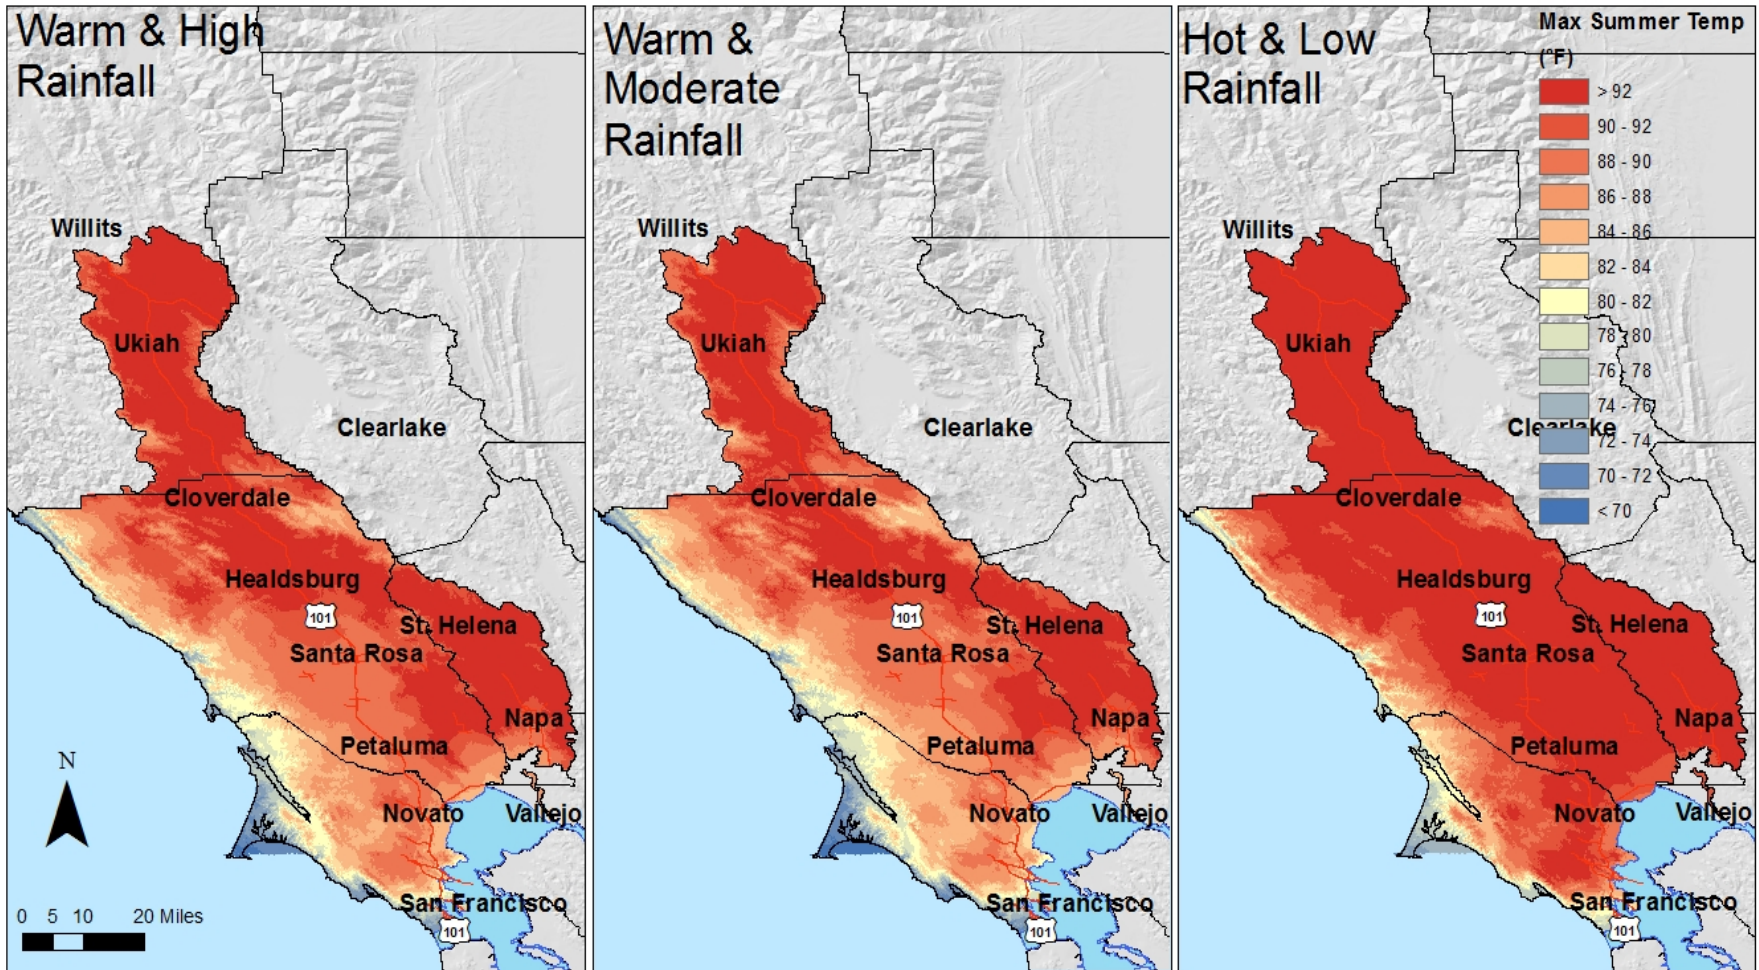 Warm & High
Rainfall
Willits
Ukiah
Clearlake
Cloverdale
Healdsburg
101
St. Helena
Santa Rosa
Napa
Petaluma
N
Novato
Vallejo
San Francisco
0 5 10 20 Miles
101
Warm &
Moderate
Rainfall
Willits
Ukiah
Clearlake
Cloverdale
Healdsburg
101
St. Helena
Santa Rosa
Napa
Petaluma
Novato
Vallejo
San Francisco
101
Hot & Low
Rainfall
Max Summer Temp
(°F)
> 92
90 - 92
88 - 90
86 - 88
84 - 86
82 - 84
80 - 82
78 - 80
76 - 78
74 - 76
72 - 74
70 - 72
< 70
Willits
Ukiah
Clearlake
Cloverdale
Healdsburg
101
St. Helena
Santa Rosa
Napa
Petaluma
Novato
Vallejo
San Francisco
101